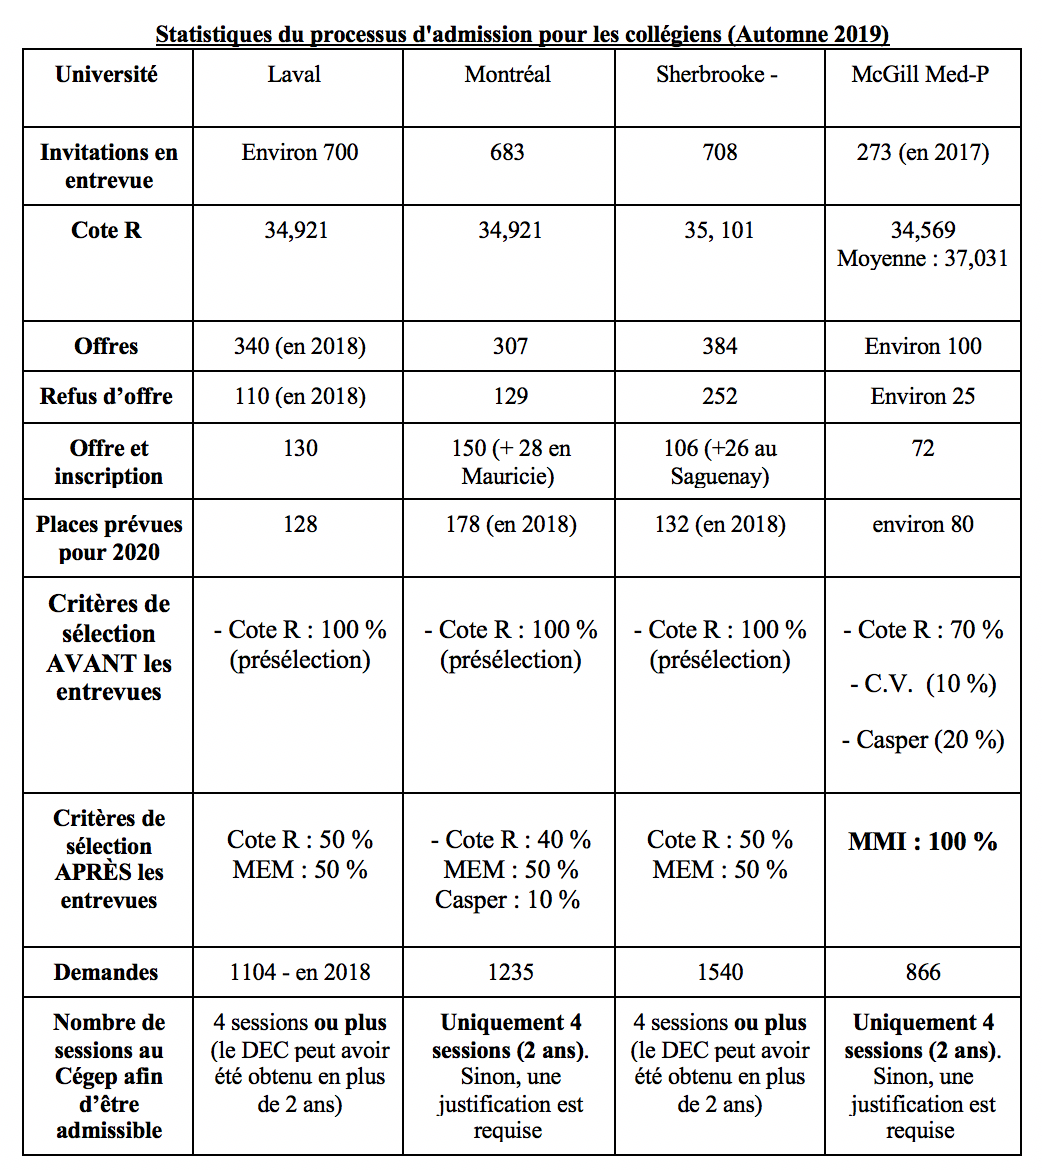 Statistiques du processus d'admission pour les collégiens (Automne 2019)
Université
Laval
Montréal
Sherbrooke -
McGill Med-P
Invitations en
entrevue
Environ 700
683
708
273 (en 2017)
Cote R
34,921
34,921
35, 101
34,569
Moyenne : 37,031
Offres
340 (en 2018)
307
384
Environ 100
Refus d’offre
110 (en 2018)
129
252
Environ 25
Offre et
inscription
130
150 (+ 28 en
Mauricie)
106 (+26 au
Saguenay)
72
Places prévues
pour 2020
128
178 (en 2018)
132 (en 2018)
environ 80
Critères de
sélection
AVANT les
entrevues
- Cote R : 100 %
(présélection)
- Cote R : 100 %
(présélection)
- Cote R : 100 %
(présélection)
- Cote R : 70 %
- C.V. (10 %)
- Casper (20 %)
Critères de
sélection
APRÈS les
entrevues
Cote R : 50 %
MEM : 50 %
- Cote R : 40 %
MEM : 50 %
Casper : 10 %
Cote R : 50 %
MEM : 50 %
MMI : 100 %
Demandes
1104 - en 2018
1235
1540
866
Nombre de
sessions au
Cégep afin
d’être
admissible
4 sessions ou plus
(le DEC peut avoir
été obtenu en plus
de 2 ans)
Uniquement 4
sessions (2 ans).
Sinon, une
justification est
requise
4 sessions ou plus
(le DEC peut avoir
été obtenu en plus
de 2 ans)
Uniquement 4
sessions (2 ans).
Sinon, une
justification est
requise